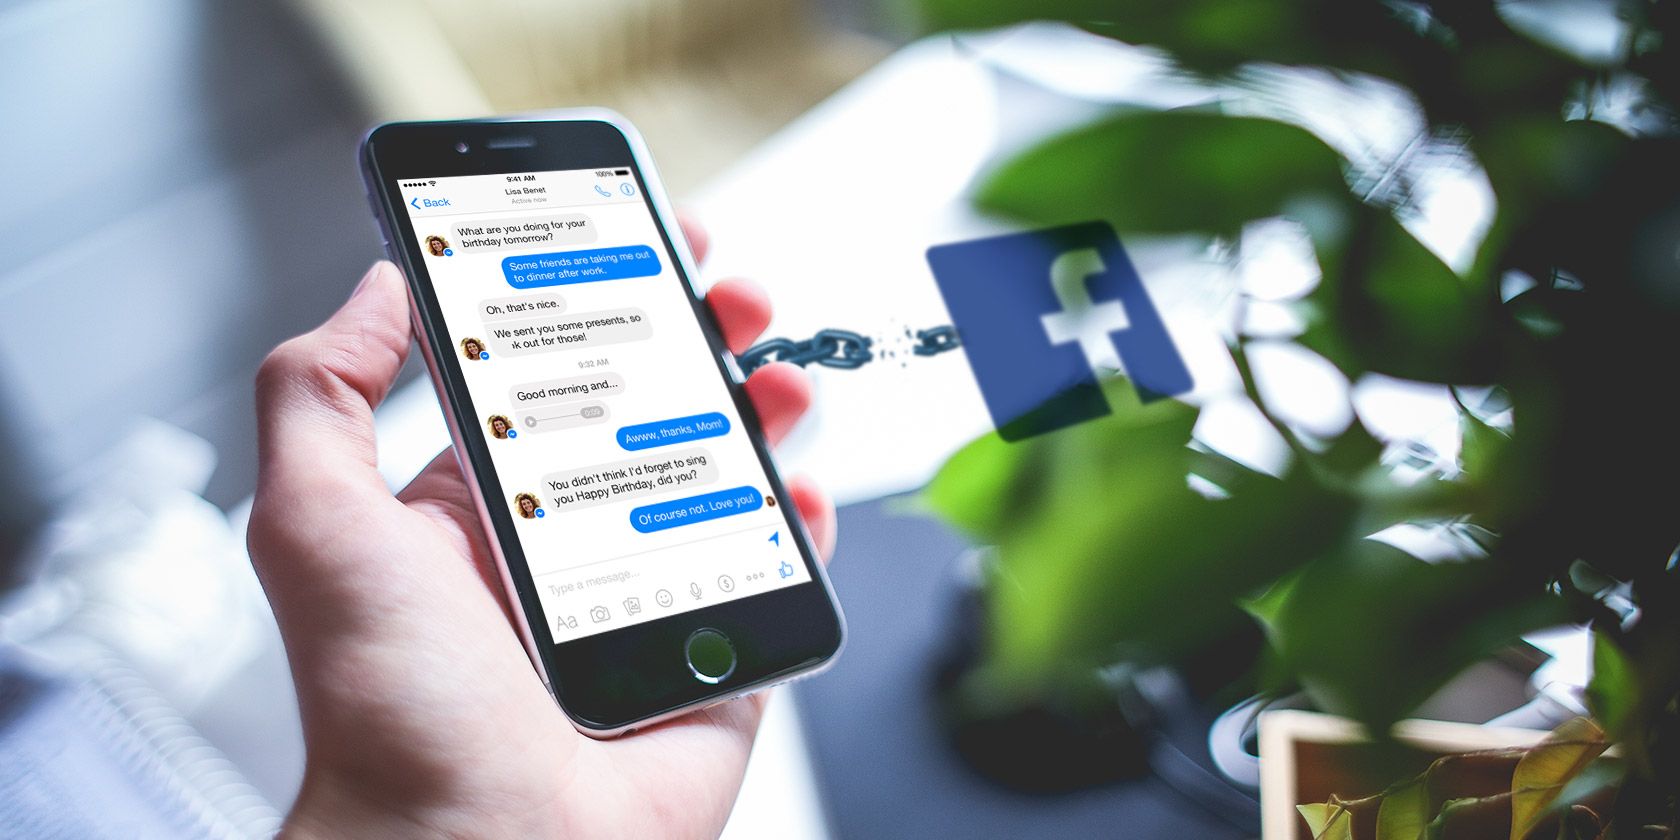 9:41 AM
100%
Back
Lisa Benet
Active now
What are you doing for your
birthday tomorrow?
Some friends are taking me out
to dinner after work.
Oh, that's nice.
We sent you some presents, so
k out for those!
9:32 AM
Good morning and...
0:09
Awww, thanks, Mom!
You didn't think I'd forget to sing
you Happy Birthday, did you?
Of course not. Love you!
Type a message...
Aa
$
f